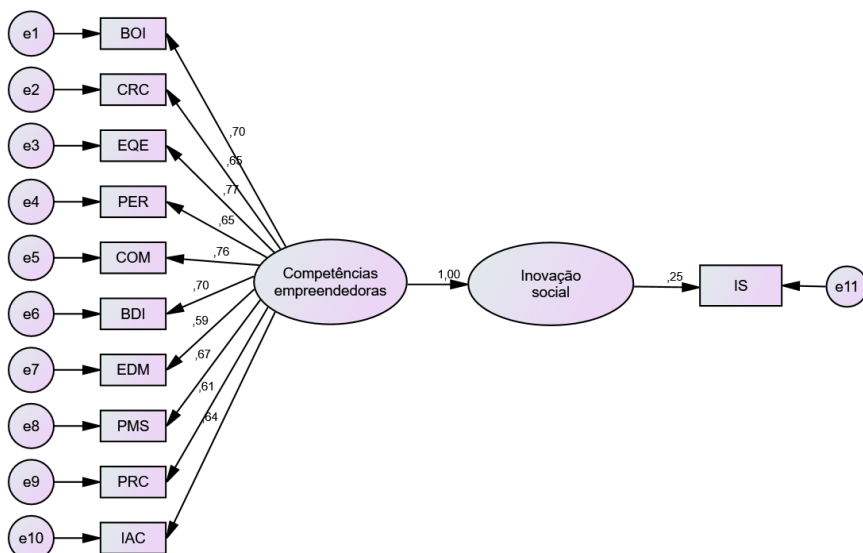 e1
BOI
e2
CRC
,70
e3
EQE
,65
,77
e4
PER
,65
e5
COM
,76
Competências
empreendedoras
1,00
Inovação
social
,25
IS
e11
e6
BDI
,70
,59
e7
EDM
,67
e8
PMS
,61
,64
e9
PRC
e10
IAC